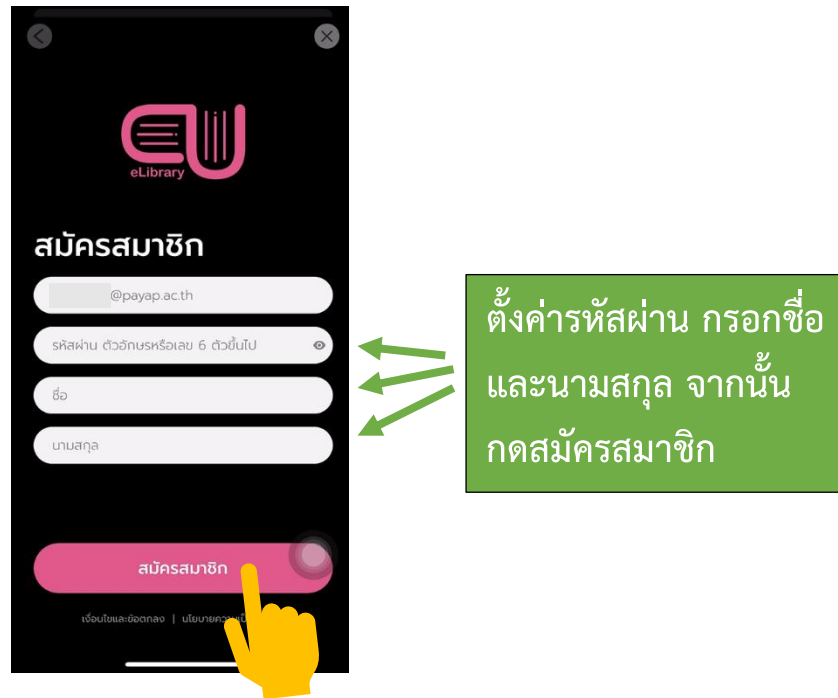 eLibrary
สมัครสมาชิก
@payap.ac.th
รหัสผ่าน ตัวอักษรหรือเลข 6 ตัวขึ้นไป
ชื่อ
นามสกุล
สมัครสมาชิก
เงื่อนไขและข้อตกลง | นโยบาย
ตั้งค่ารหัสผ่าน กรอกชื่อ
และนามสกุล จากนั้น
กดสมัครสมาชิก